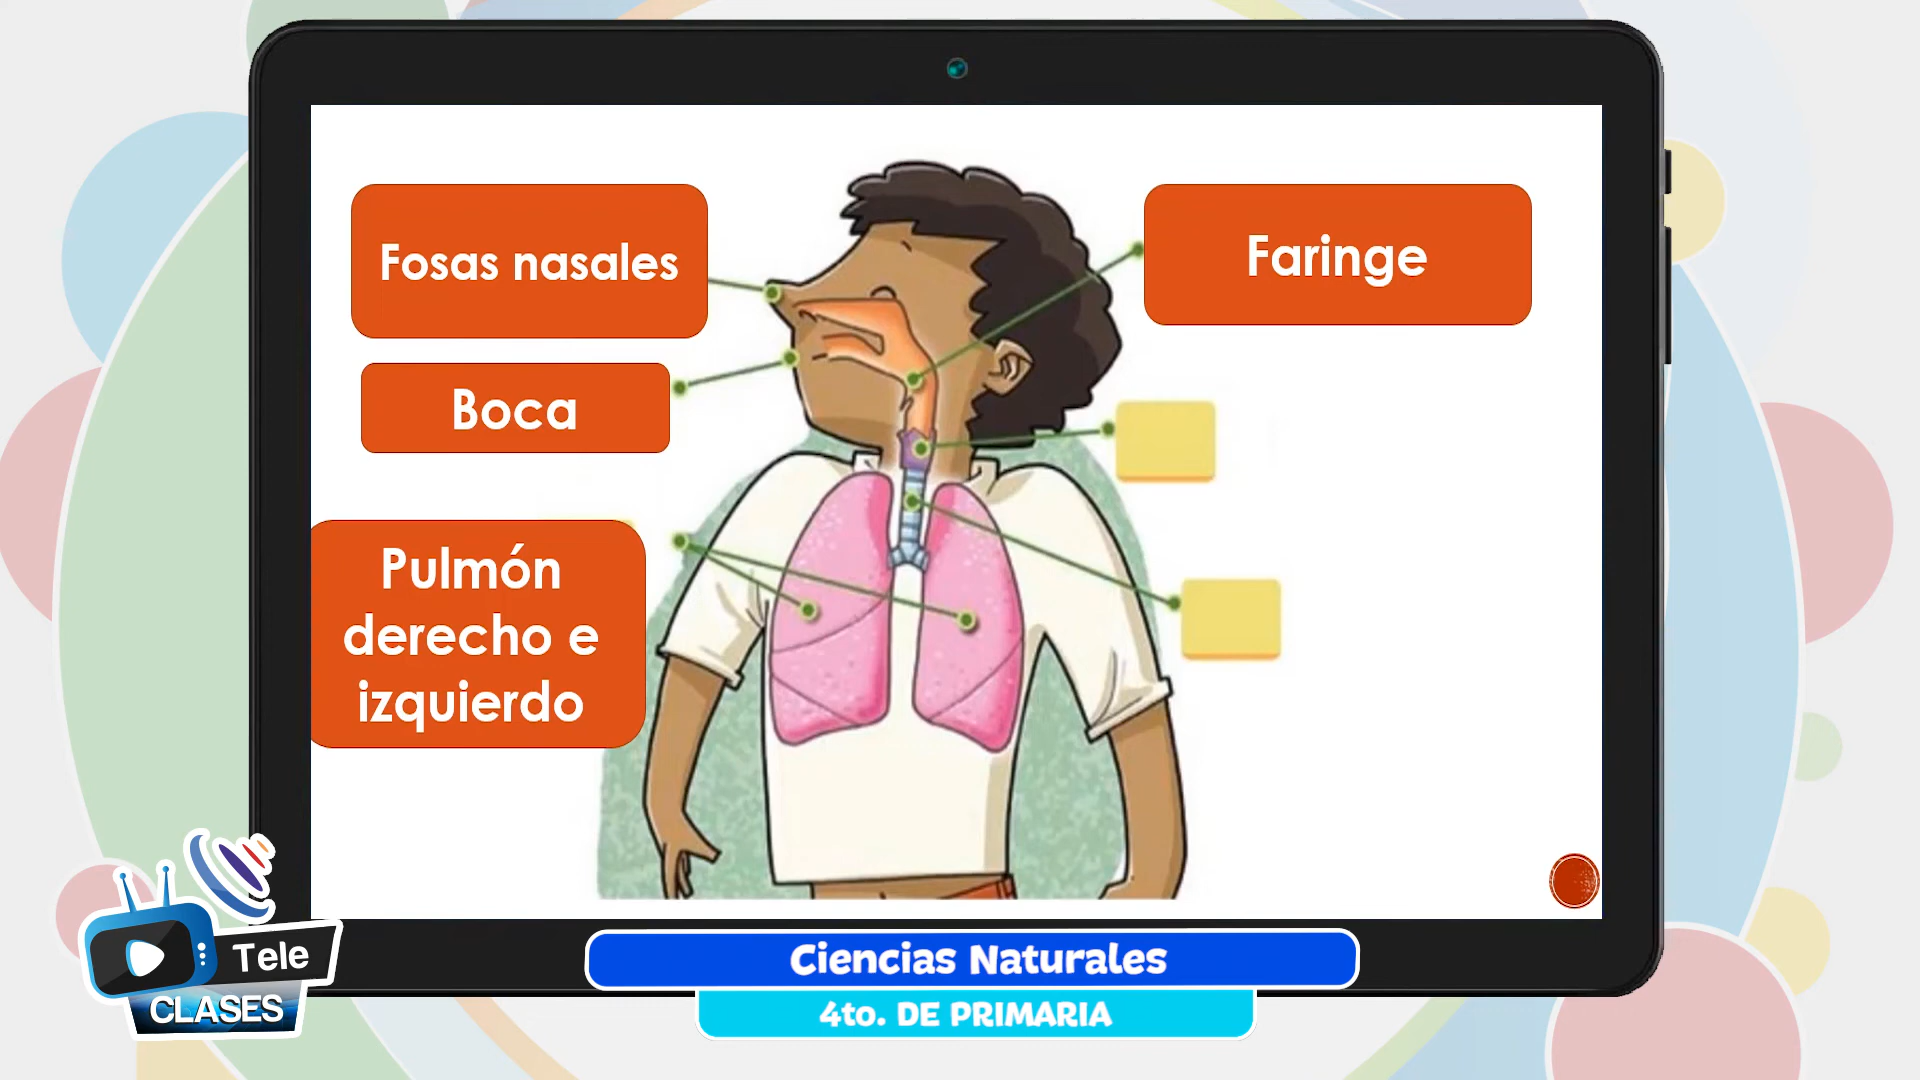 Fosas nasales
Faringe
Boca
Pulmón
derecho e
izquierdo
Tele
CLASES
Ciencias Naturales
4to. DE PRIMARIA